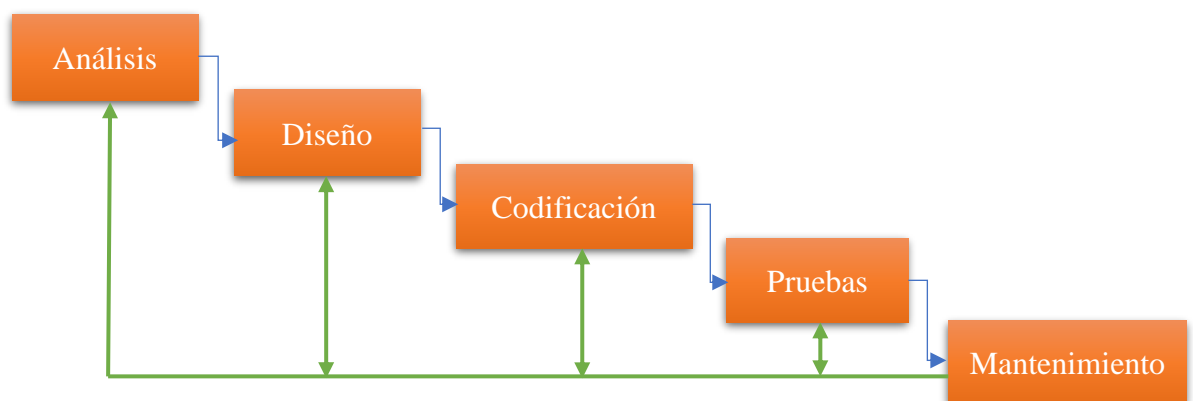 Análisis
Diseño
Codificación
Pruebas
Mantenimiento